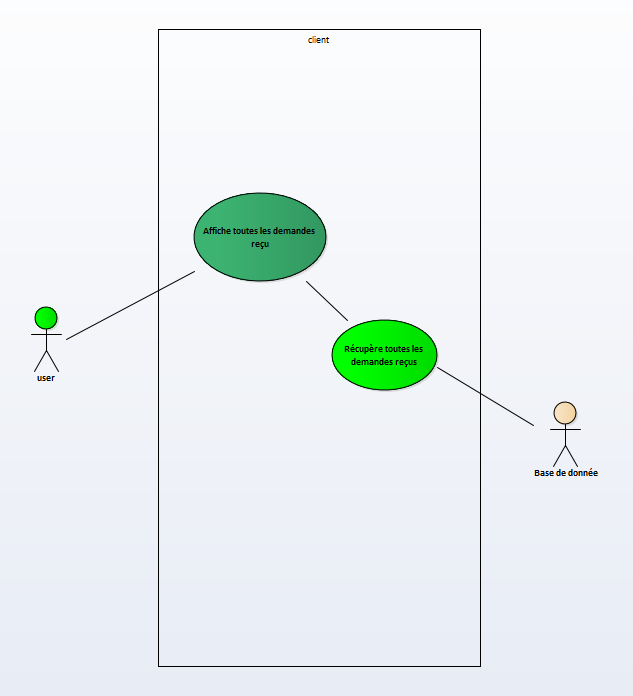 client
Affiche toutes les demandes
reçu
Récupère toutes les
demandes reçus
user
Base de donnée